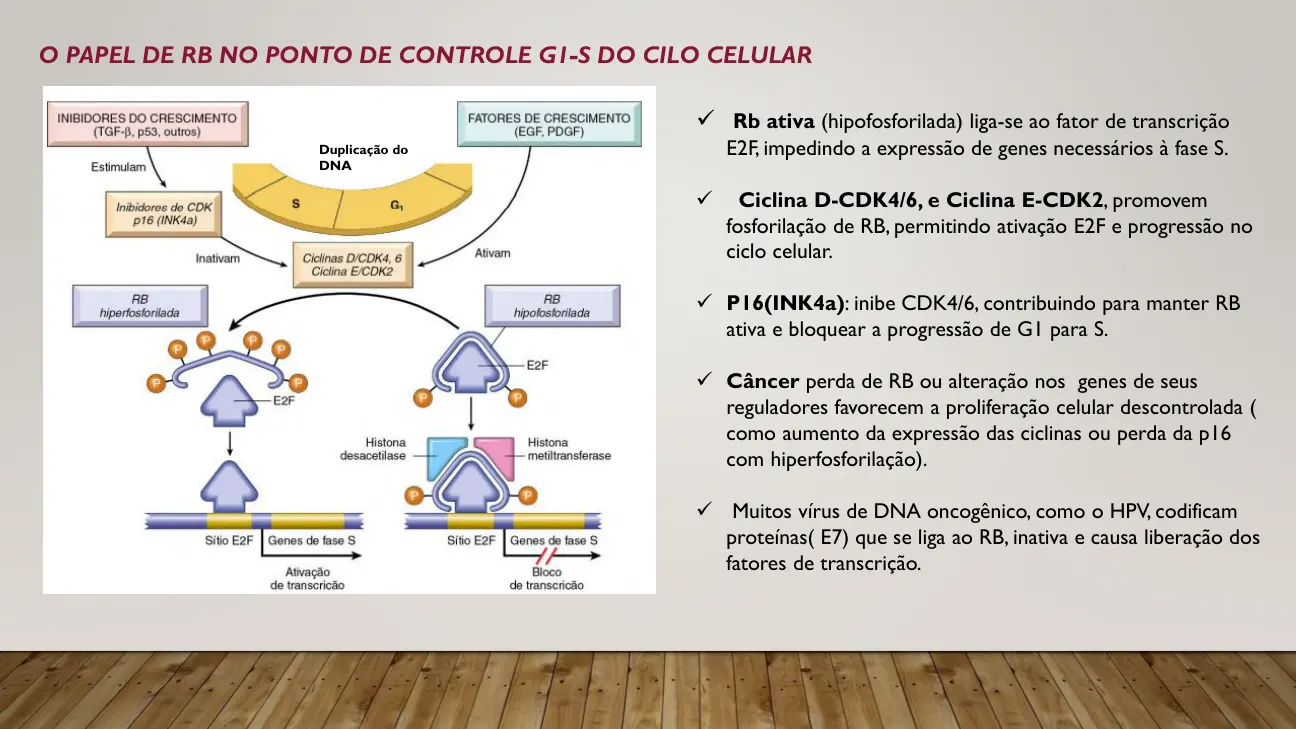 O PAPEL DE RB NO PONTO DE CONTROLE G1-S DO CILO CELULAR
INIBIDORES DO CRESCIMENTO
(TGF-β, p53, outros)
FATORES DE CRESCIMENTO
(EGF, PDGF)
Duplicação do
DNA
Estimulam
S
G₁
Inibidores de CDK
p16 (INK4a)
Inativam
Ciclinas D/CDK4, 6
Ciclina E/CDK2
Ativam
RB
hiperfosforilada
RB
hipofosforilada
P
P
P
P
P
P
E2F
E2F
P
P
Histona
desacetilase
Histona
metiltransferase
P
P
Sítio E2F
Genes de fase S
Ativação
de transcrição
Sítio E2F
Genes de fase S
Bloco
de transcrição
✓ Rb ativa (hipofosforilada) liga-se ao fator de transcrição
E2F, impedindo a expressão de genes necessários à fase S.
✓ Ciclina D-CDK4/6, e Ciclina E-CDK2, promovem
fosforilação de RB, permitindo ativação E2F e progressão no
ciclo celular.
✓ P16(INK4a): inibe CDK4/6, contribuindo para manter RB
ativa e bloquear a progressão de G1 para S.
✓ Câncer perda de RB ou alteração nos genes de seus
reguladores favorecem a proliferação celular descontrolada (
como aumento da expressão das ciclinas ou perda da p16
com hiperfosforilação).
✓ Muitos vírus de DNA oncogênico, como o HPV, codificam
proteínas( E7) que se liga ao RB, inativa e causa liberação dos
fatores de transcrição.